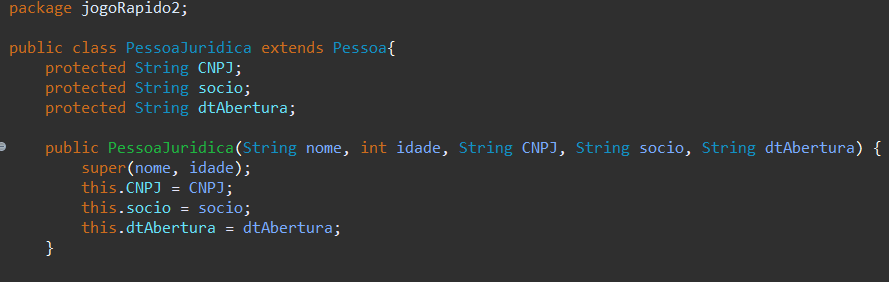 package jogoRapido2;
public class PessoaJuridica extends Pessoa{
protected String CNPJ;
protected String socio;
protected String dtAbertura;
public PessoaJuridica(String nome, int idade, String CNPJ, String socio, String dtAbertura) {
super(nome, idade);
this.CNPJ = CNPJ;
this.socio = socio;
this.dtAbertura = dtAbertura;
}